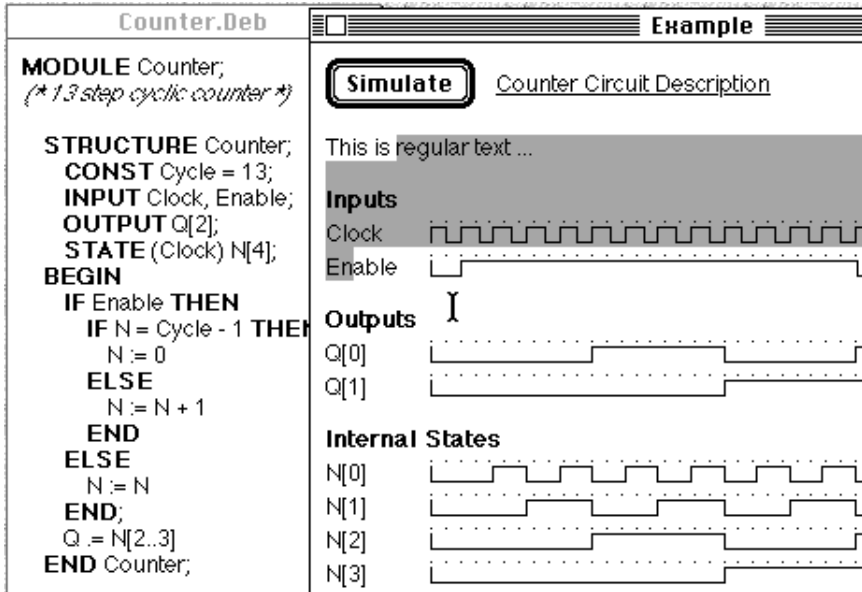 Counter.Deb
MODULE Counter;
(* 13 step cyclic counter *)
STRUCTURE Counter;
CONST Cycle = 13;
INPUT Clock, Enable;
OUTPUT Q[2];
STATE (Clock) N[4];
BEGIN
IF Enable THEN
IF N = Cycle - 1 THEN
N := 0
ELSE
N := N + 1
END
ELSE
N := N
END;
Q := N[2..3]
END Counter;
Example
Simulate
Counter Circuit Description
This is regular text ...
Inputs
Clock
Enable
Outputs
Q[0]
Q[1]
Internal States
N[0]
N[1]
N[2]
N[3]